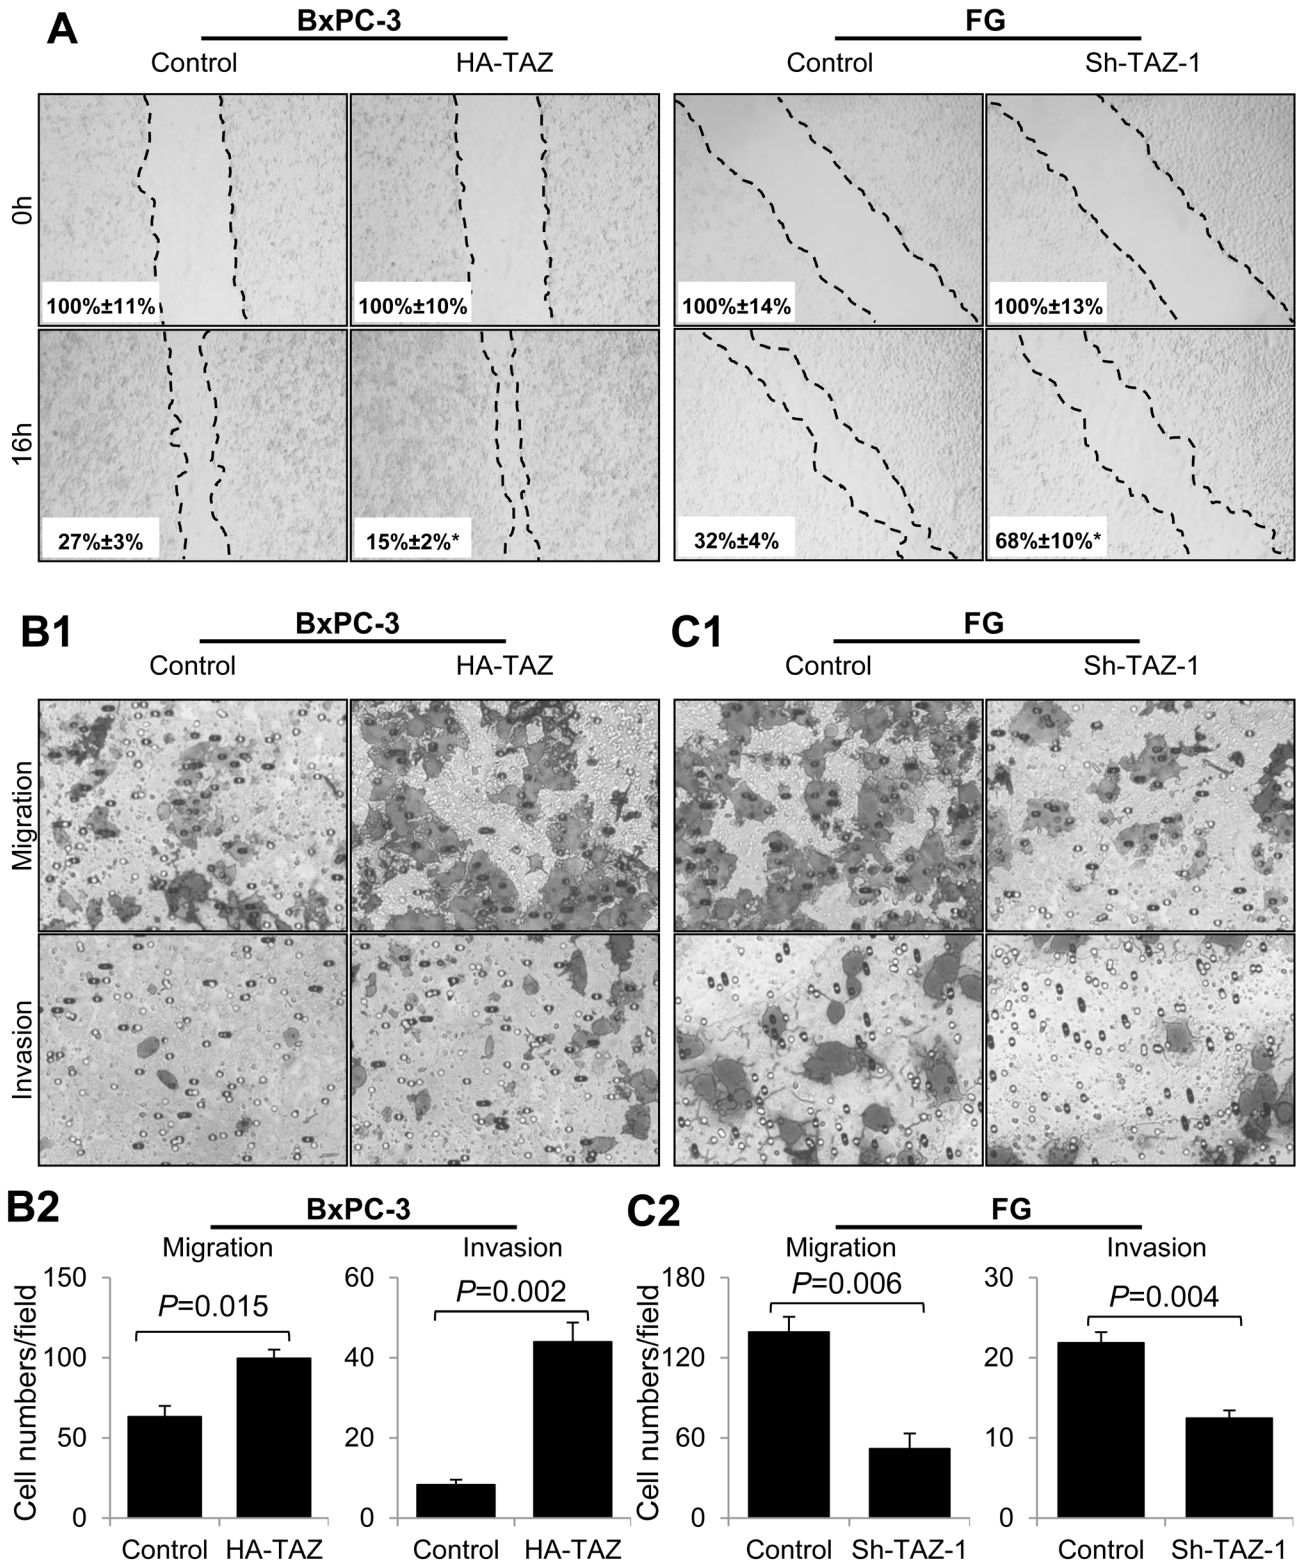 A
BxPC-3
FG
Control
HA-TAZ
Control
Sh-TAZ-1
0h
100%±11%
100%±10%
100%±14%
100%±13%
16h
27%±3%
15%±2%*
32%±4%
68%±10%*
B1
BxPC-3
C1
FG
Control
HA-TAZ
Control
Sh-TAZ-1
Migration
Invasion
B2
BxPC-3
C2
FG
Migration
Invasion
Migration
Invasion
Cell numbers/field
150
100
50
0
P=0.015
Control HA-TAZ
60
40
20
0
P=0.002
Control HA-TAZ
Cell numbers/field
180
120
60
0
P=0.006
Control Sh-TAZ-1
30
20
10
0
P=0.004
Control Sh-TAZ-1